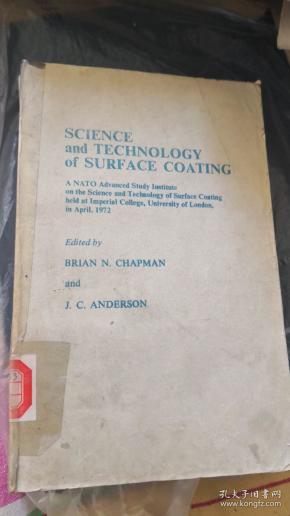 SCIENCE
and TECHNOLOGY
of SURFACE COATING
A NATO Advanced Study Institute
on the Science and Technology of Surface Coating
held at Imperial College, University of London,
in April, 1972
Edited by
BRIAN N. CHAPMAN
and
J. C. ANDERSON
孔夫子旧书网